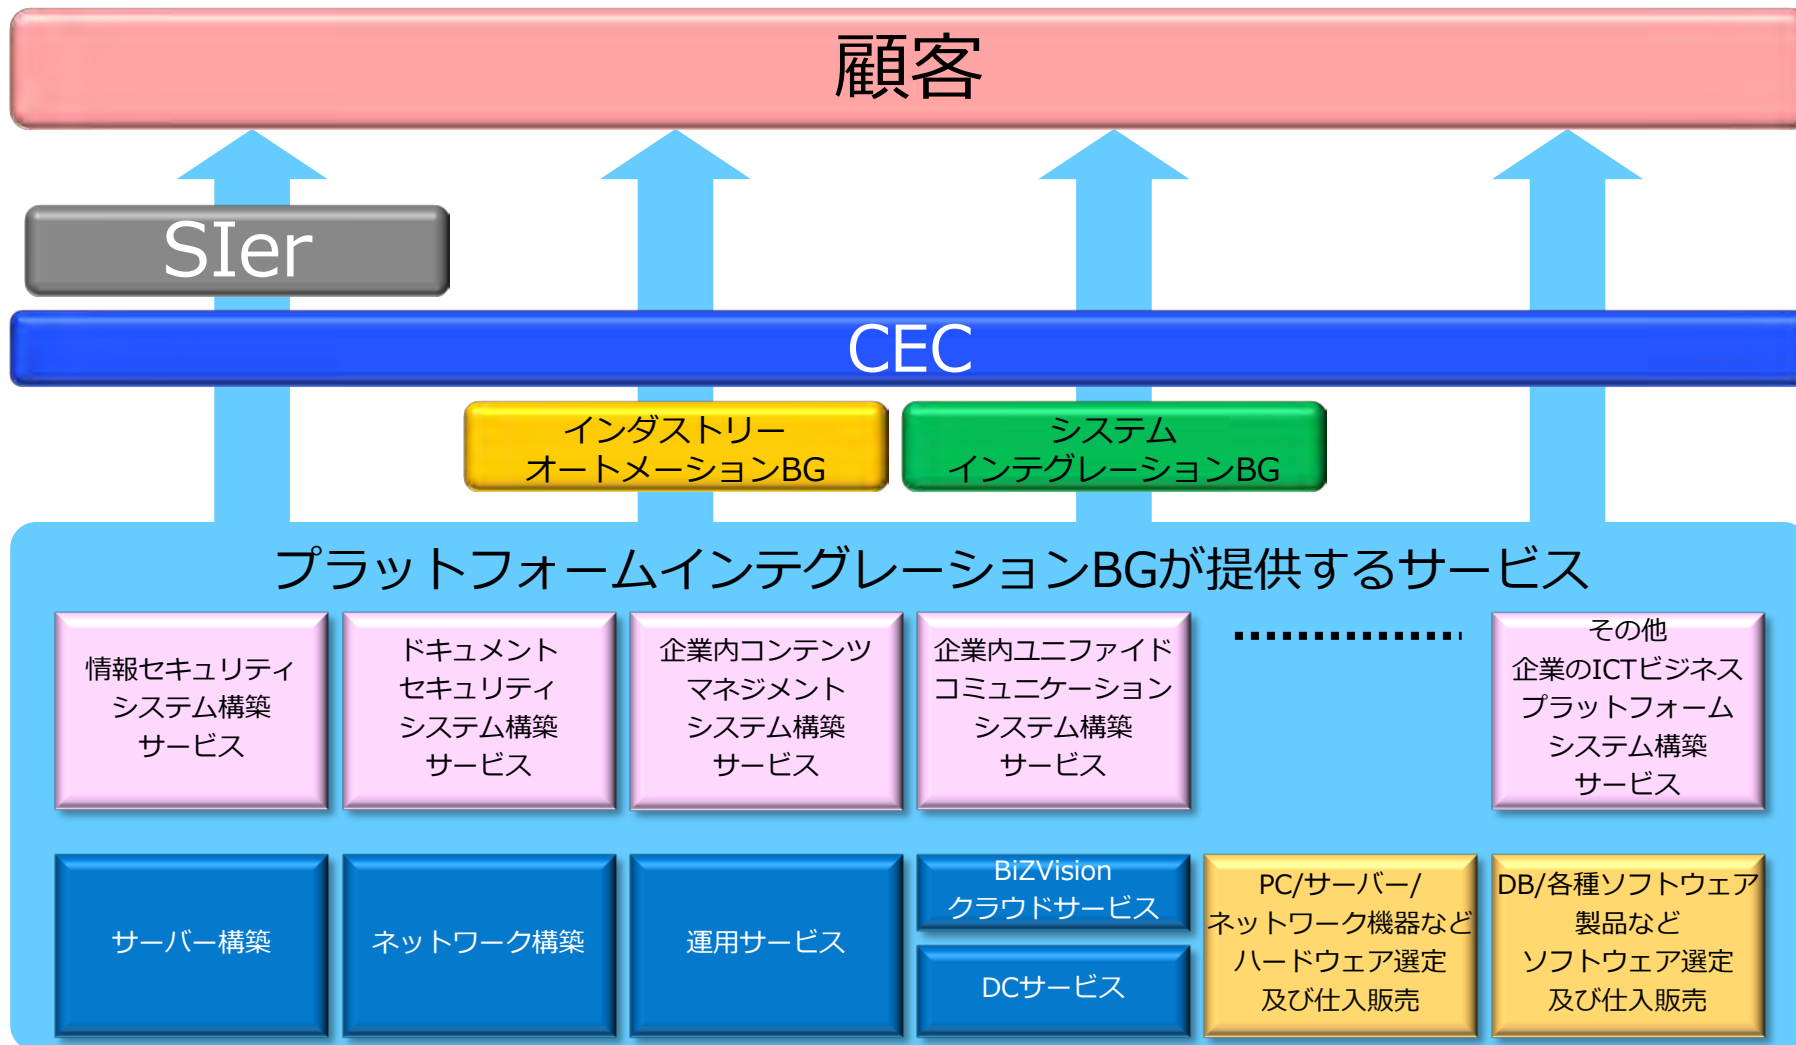 顧客
SIer
CEC
インダストリー
オートメーションBG
システム
インテグレーションBG
プラットフォームインテグレーションBGが提供するサービス
情報セキュリティ
システム構築
サービス
ドキュメント
セキュリティ
システム構築
サービス
企業内コンテンツ
マネジメント
システム構築
サービス
企業内ユニファイド
コミュニケーション
システム構築
サービス
その他
企業のICTビジネス
プラットフォーム
システム構築
サービス
サーバー構築
ネットワーク構築
運用サービス
BiZVision
クラウドサービス
DCサービス
PC/サーバー/
ネットワーク機器など
ハードウェア選定
及び仕入販売
DB/各種ソフトウェア
製品など
ソフトウェア選定
及び仕入販売